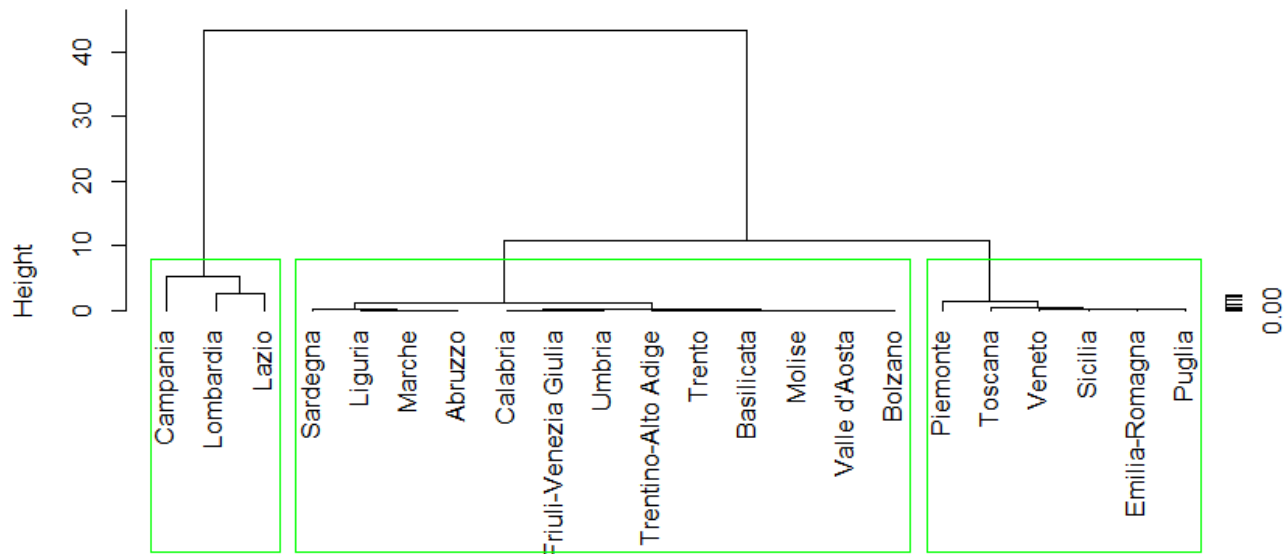 Height
40
30
20
10
0
Campania
Lombardia
Lazio
Sardegna
Liguria
Marche
Abruzzo
Calabria
Friuli-Venezia Giulia
Umbria
Trentino-Alto Adige
Trento
Basilicata
Molise
Valle d'Aosta
Bolzano
Piemonte
Toscana
Veneto
Sicilia
Emilia-Romagna
Puglia
0.00